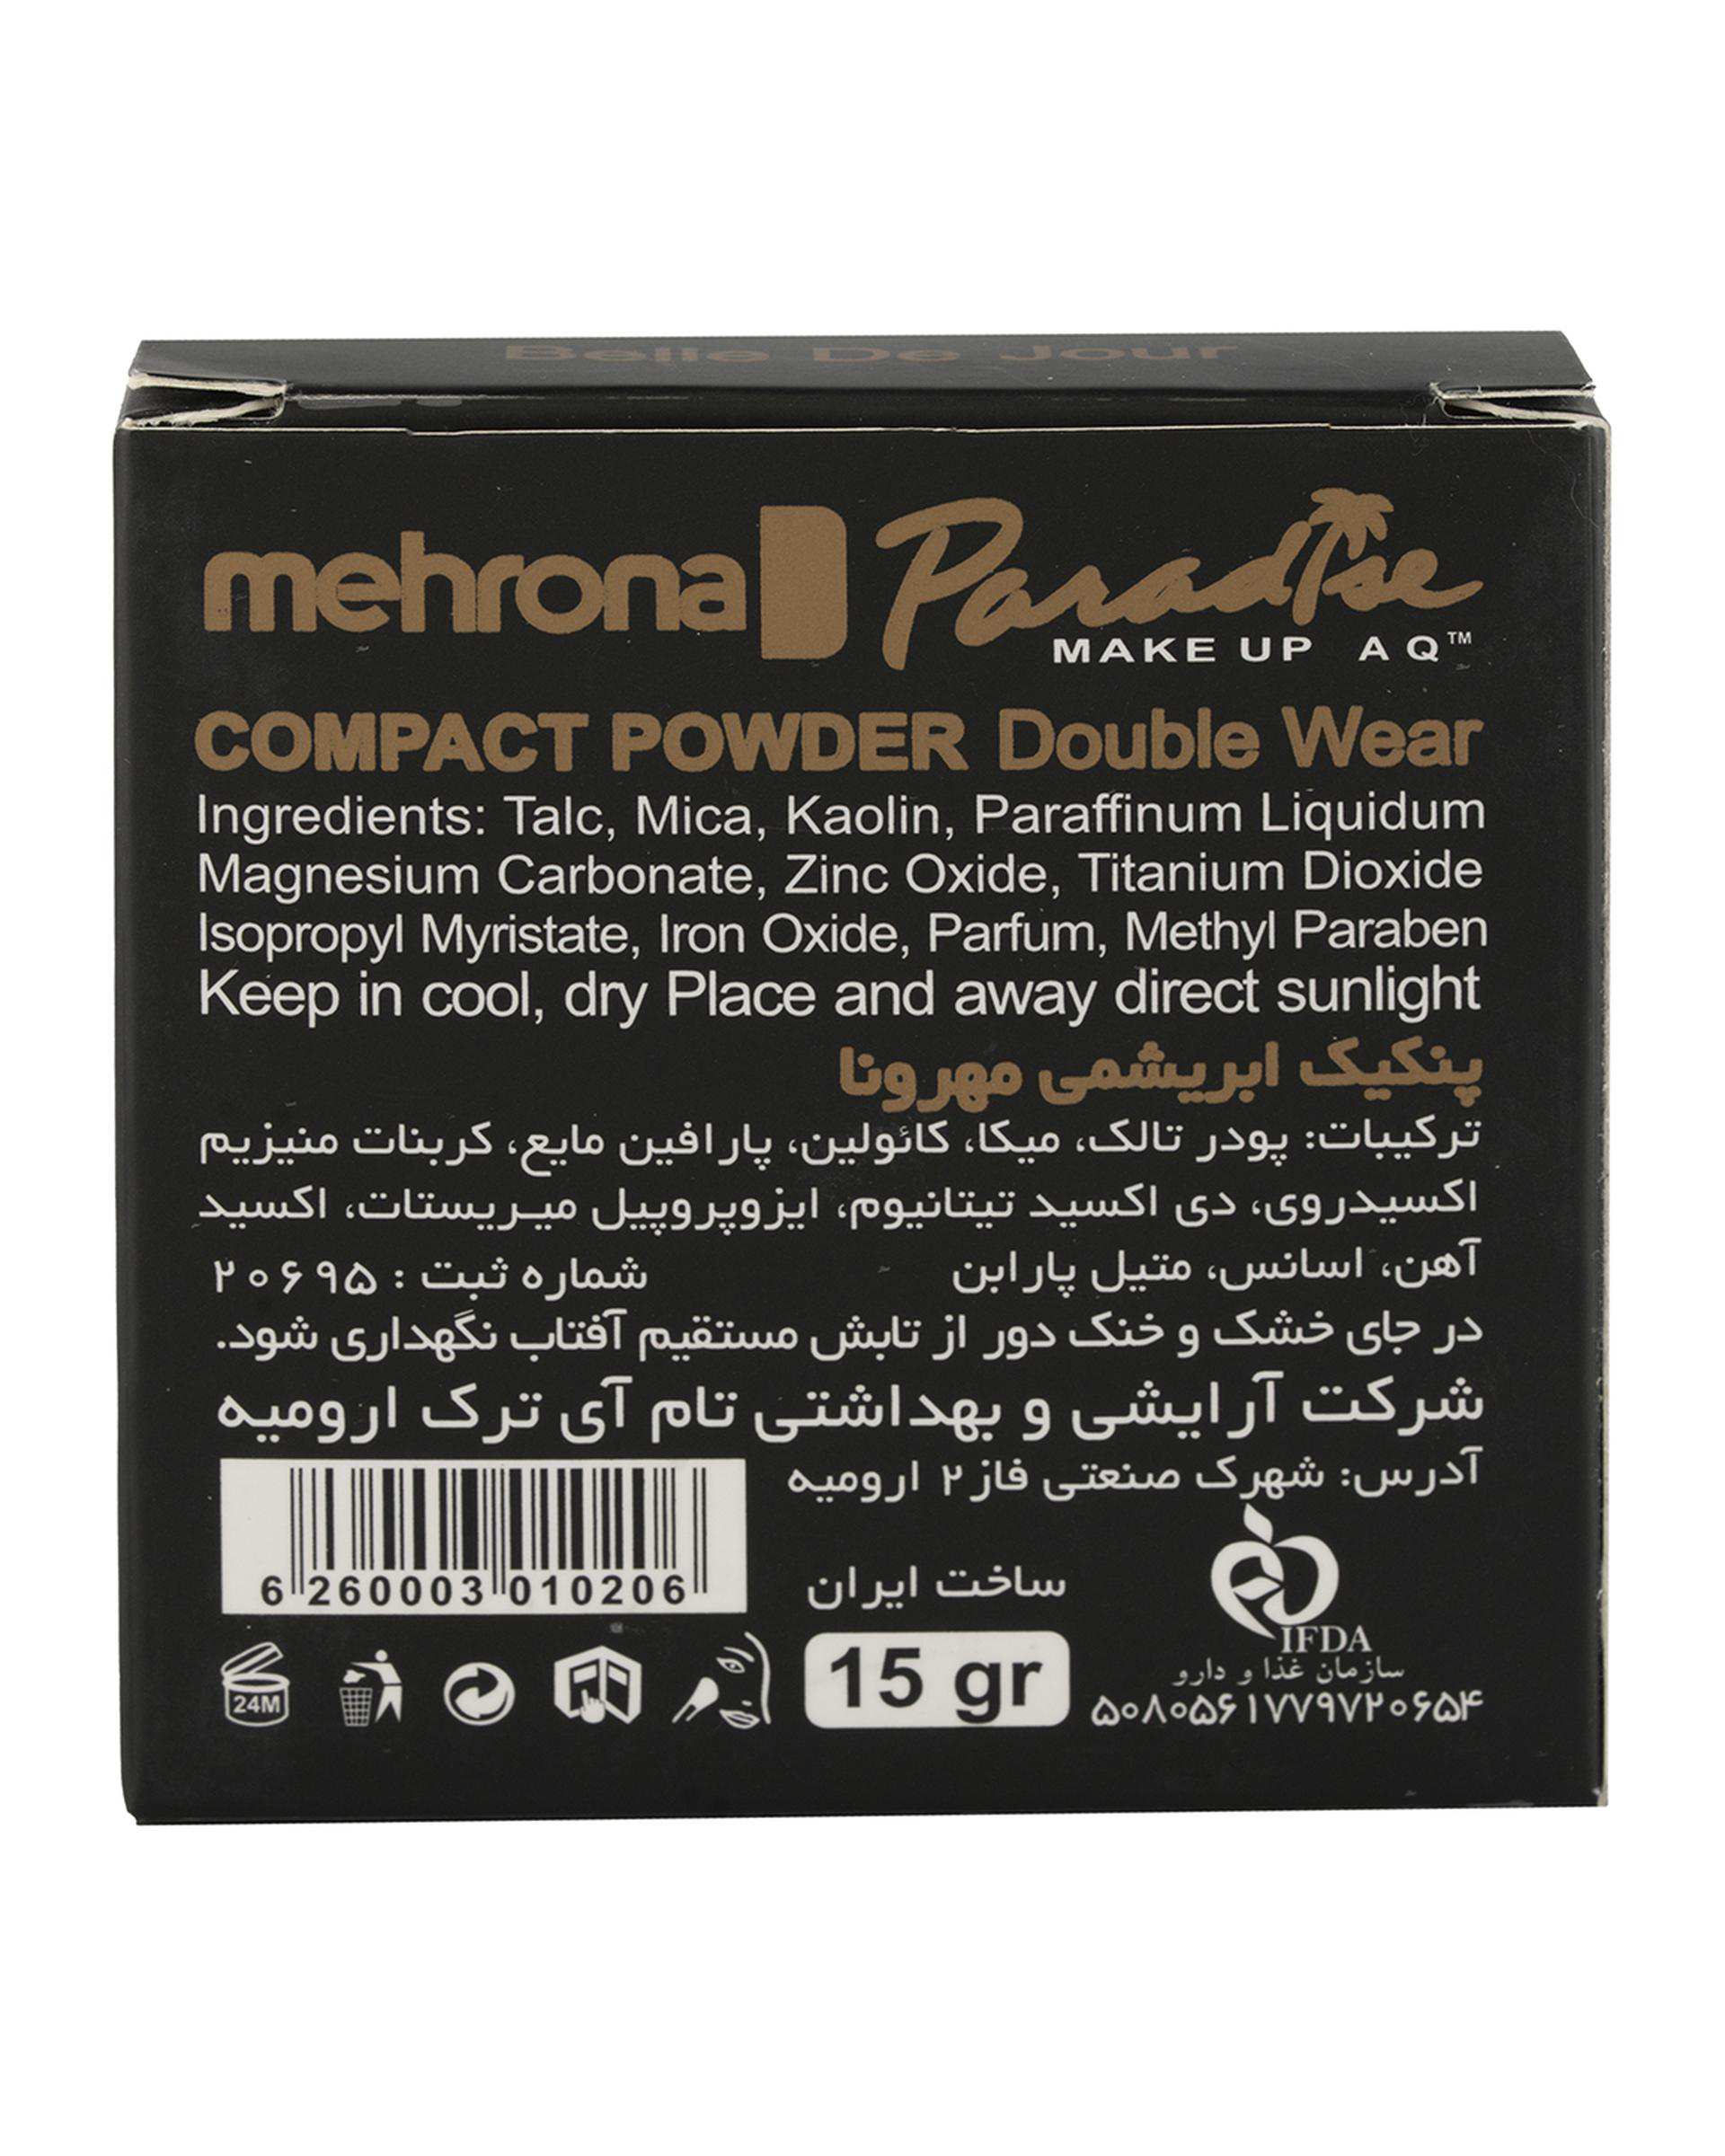 Belle De Jour
mehrona Paradise
MAKE UP AQ™
COMPACT POWDER Double Wear
Ingredients: Talc, Mica, Kaolin, Paraffinum Liquidum
Magnesium Carbonate, Zinc Oxide, Titanium Dioxide
Isopropyl Myristate, Iron Oxide, Parfum, Methyl Paraben
Keep in cool, dry Place and away direct sunlight
پنکیک ابریشمی مهرونا
ترکیبات: پودر تالک، میکا، کائولین، پارافین مایع، کربنات منیزیم
اکسیدروی، دی اکسید تیتانیوم، ایزوپروپیل میریستات، اکسید
آهن، اسانس، متیل پارابن شماره ثبت : ۲۰۶۹۵
در جای خشک و خنک دور از تابش مستقیم آفتاب نگهداری شود.
شرکت آرایشی و بهداشتی تام آی ترک ارومیه
آدرس: شهرک صنعتی فاز۲ ارومیه
ساخت ایران
6 260003 010206
IFDA
سازمان غذا و دارو
۵۰۸۰۵۶۱۷۷۹۷۲۰۶۵۴
15 gr
24M